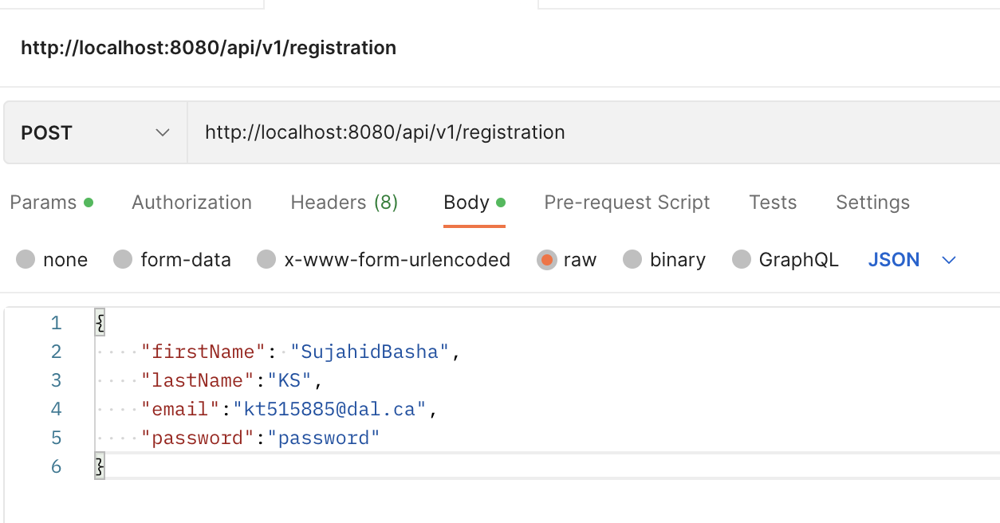 http://localhost:8080/api/v1/registration
POST http://localhost:8080/api/v1/registration
Params Authorization Headers (8) Body Pre-request Script Tests Settings
none form-data x-www-form-urlencoded raw binary GraphQL JSON
1 {
2 "firstName": "SujahidBasha",
3 "lastName":"KS",
4 "email":"kt515885@dal.ca",
5 "password":"password"
6 }